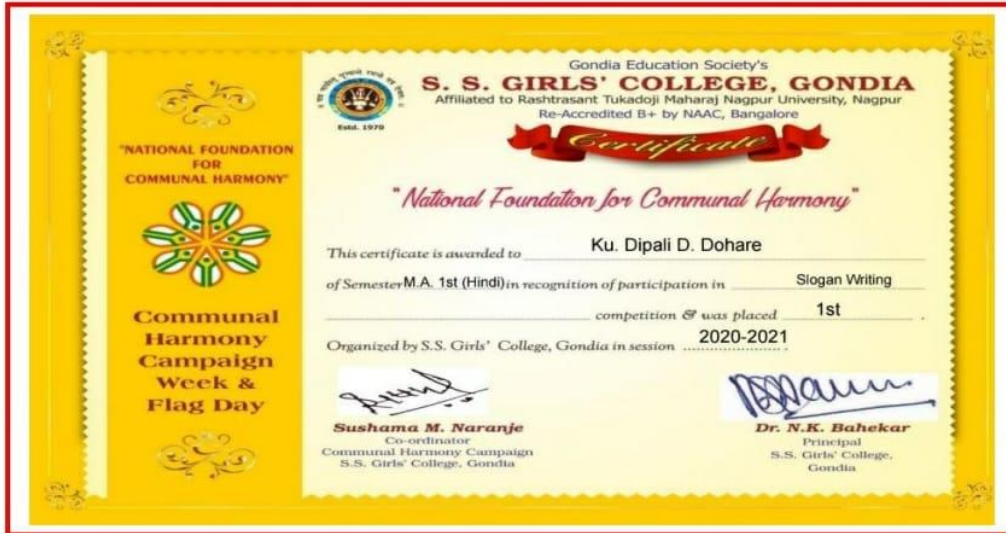 Gondia Education Society's
S. S. GIRLS' COLLEGE, GONDIA
Affiliated to Rashtrasant Tukadoji Maharaj Nagpur University, Nagpur
Re-Accredited B+ by NAAC, Bangalore
Estd. 1970
Certificate
"NATIONAL FOUNDATION
FOR
COMMUNAL HARMONY"
Communal
Harmony
Campaign
Week &
Flag Day
"National Foundation for Communal Harmony"
This certificate is awarded to Ku. Dipali D. Dohare
of Semester M.A. 1st (Hindi) in recognition of participation in Slogan Writing
competition & was placed 1st .
Organized by S.S. Girls' College, Gondia in session 2020-2021 .
Sushama M. Naranje
Co-ordinator
Communal Harmony Campaign
S.S. Girls' College, Gondia
Dr. N.K. Bahekar
Principal
S.S. Girls' College,
Gondia